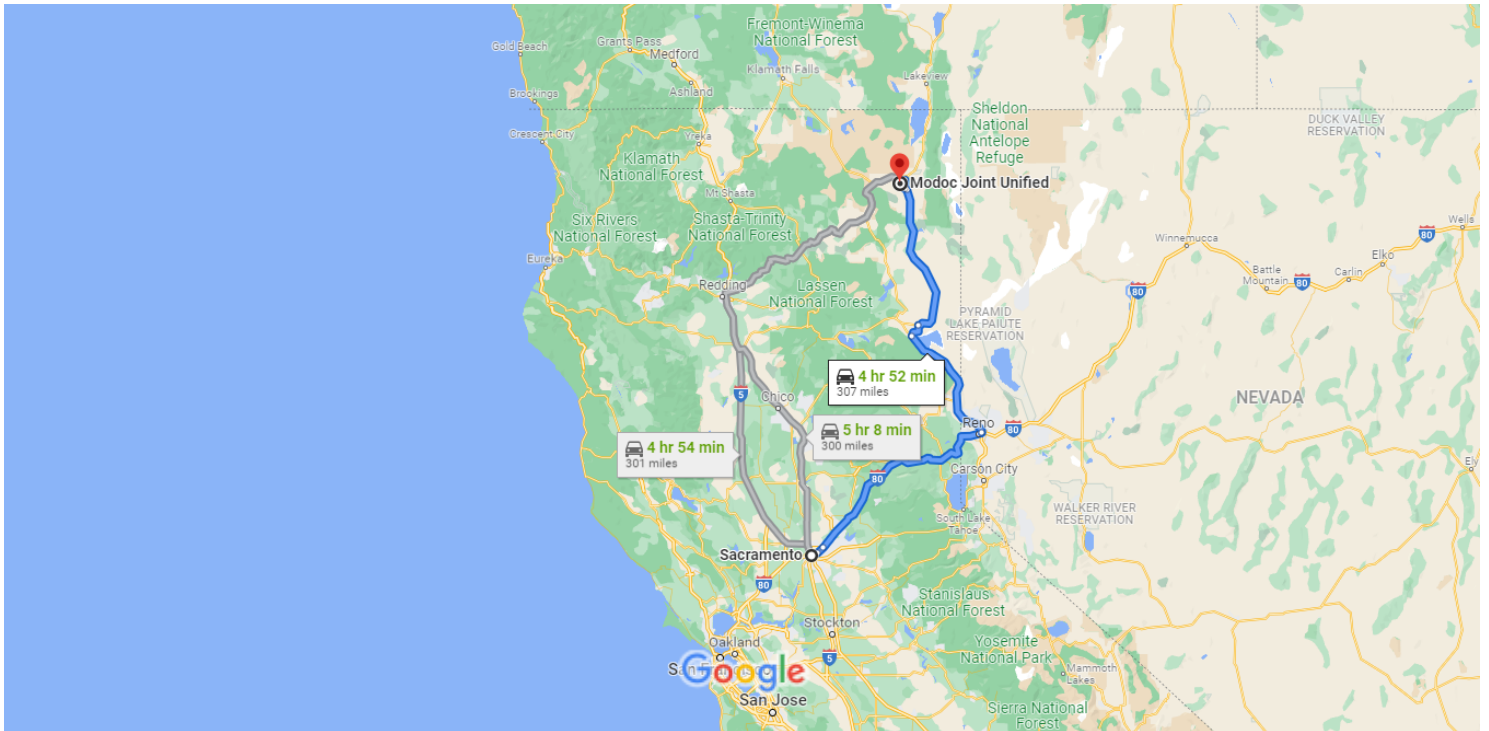 Fremont-Winema
National Forest
Gold Beach
Grants Pass
Medford
Klamath Falls
Lakeview
Ashland
Brookings
Sheldon
National
Antelope
Refuge
DUCK VALLEY
RESERVATION
Crescent City
Yreka
Klamath
National Forest
Modoc Joint Unified
Mt Shasta
Six Rivers
National Forest
Shasta-Trinity
National Forest
Wells
80
Winnemucca
Elko
Eureka
Battle
Mountain
80
Carlin
Redding
Lassen
National Forest
80
PYRAMID
LAKE PAIUTE
RESERVATION
4 hr 52 min
307 miles
5
Chico
NEVADA
Reno
80
5 hr 8 min
300 miles
4 hr 54 min
301 miles
Carson City
Ely
80
South Lake
Tahoe
WALKER RIVER
RESERVATION
Sacramento
80
Stanislaus
National Forest
Stockton
Oakland
5
Yosemite
National Park
Mammoth
Lakes
San Francisco
Google
San Jose
Sierra National
Forest